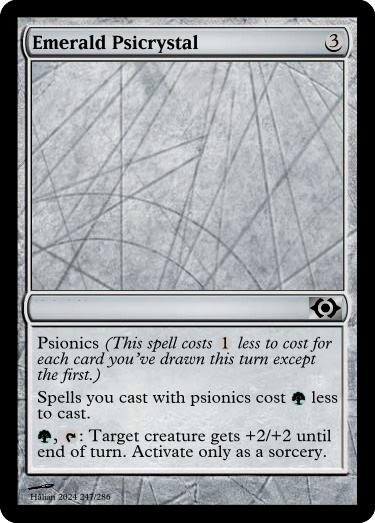 Emerald Psicrystal 3
Psionics (This spell costs 1 less to cost for
each card you've drawn this turn except
the first.)
Spells you cast with psionics cost less
to cast.
, : Target creature gets +2/+2 until
end of turn. Activate only as a sorcery.
Hálian 2024 247/286